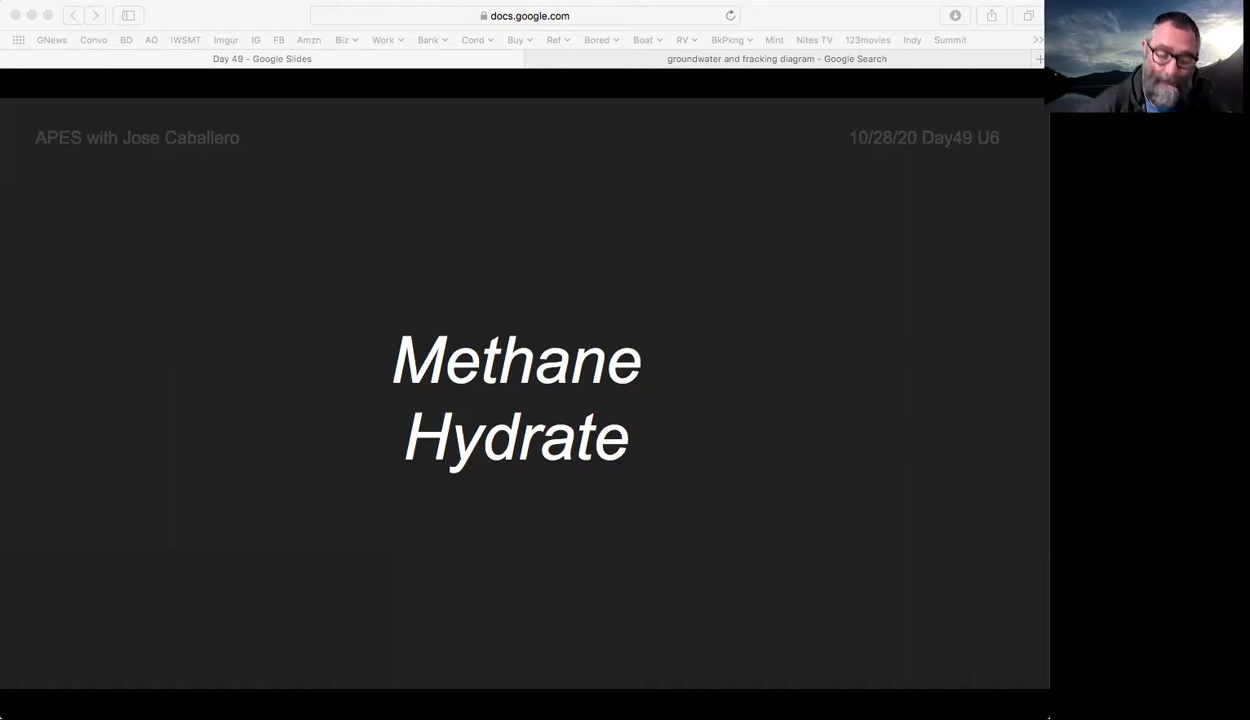 docs.google.com
GNews Convo BD AO IWSMT Imgur IG FB Amzn Biz Work Bank Cond Buy Ref Bored Boat RV BkPkng Mint Nites TV 123movies Indy Summit >>
Day 49 - Google Slides groundwater and fracking diagram - Google Search
APES with Jose Caballero 10/28/20 Day49 U6
Methane
Hydrate